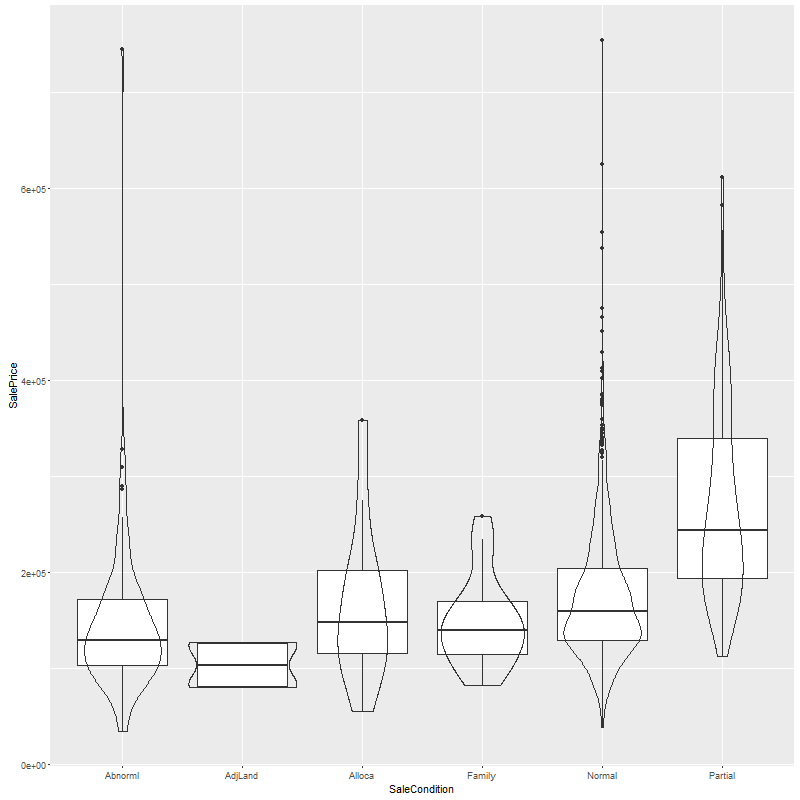 6e+05
4e+05
2e+05
0e+00
SalePrice
Abnorml AdjLand Alloca Family Normal Partial
SaleCondition